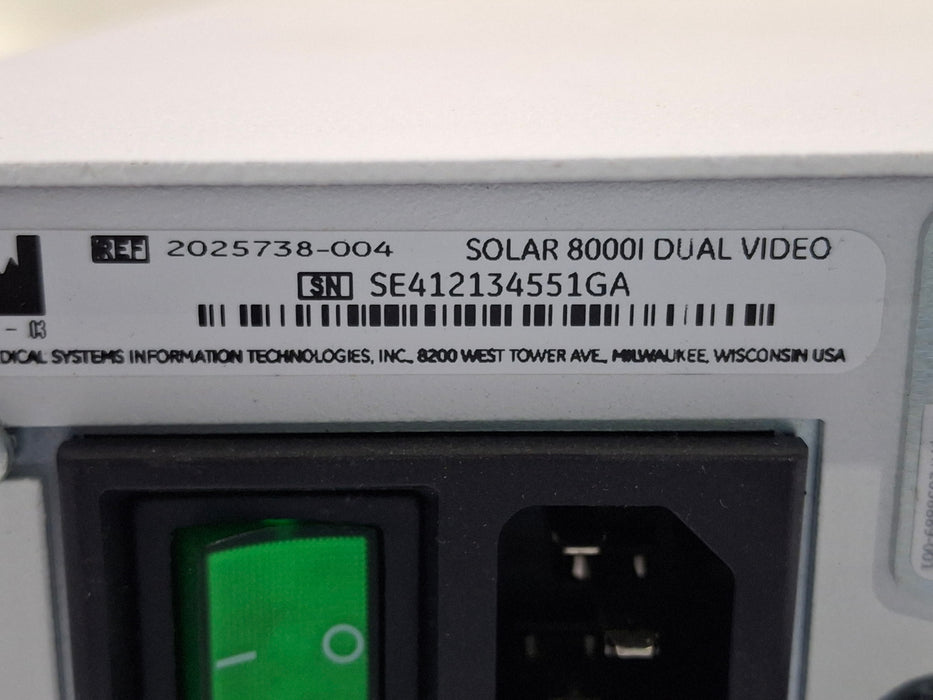 REF 2025738-004 SOLAR 8000I DUAL VIDEO
SN SE412134551GA
DICAL SYSTEMS INFORMATION TECHNOLOGIES, INC., 8200 WEST TOWER AVE., MILWAUKEE, WISCONSIN USA